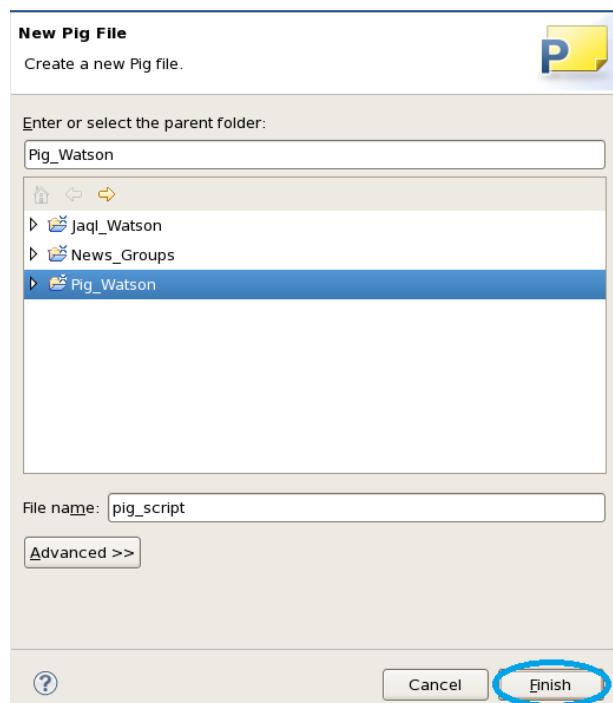 New Pig File
Create a new Pig file.
P
Enter or select the parent folder:
Pig_Watson
Jaql_Watson
News_Groups
Pig_Watson
File name: pig_script
Advanced >>
?
Cancel Finish